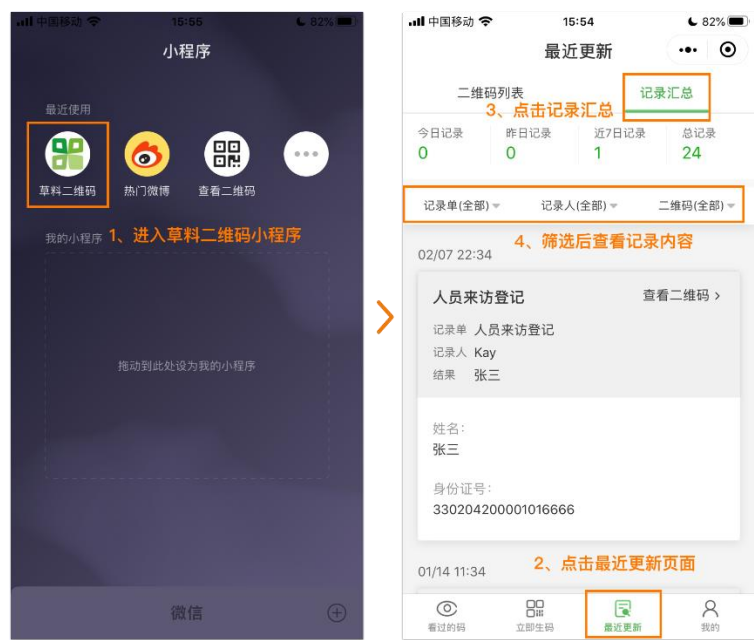 中国移动 15:55 82%
小程序
最近使用
草料二维码 热门微博 查看二维码
我的小程序 1、进入草料二维码小程序
拖动到此处设为我的小程序
微信
中国移动 15:54 82%
最近更新
二维码列表 记录汇总
3、点击记录汇总
今日记录 昨日记录 近7日记录 总记录
0 0 1 24
记录单(全部) 记录人(全部) 二维码(全部)
4、筛选后查看记录内容
02/07 22:34
人员来访登记 查看二维码 >
记录单 人员来访登记
记录人 Kay
结果 张三
姓名:
张三
身份证号:
330204200001016666
2、点击最近更新页面
01/14 11:34
看过的码 立即生码 最近更新 我的